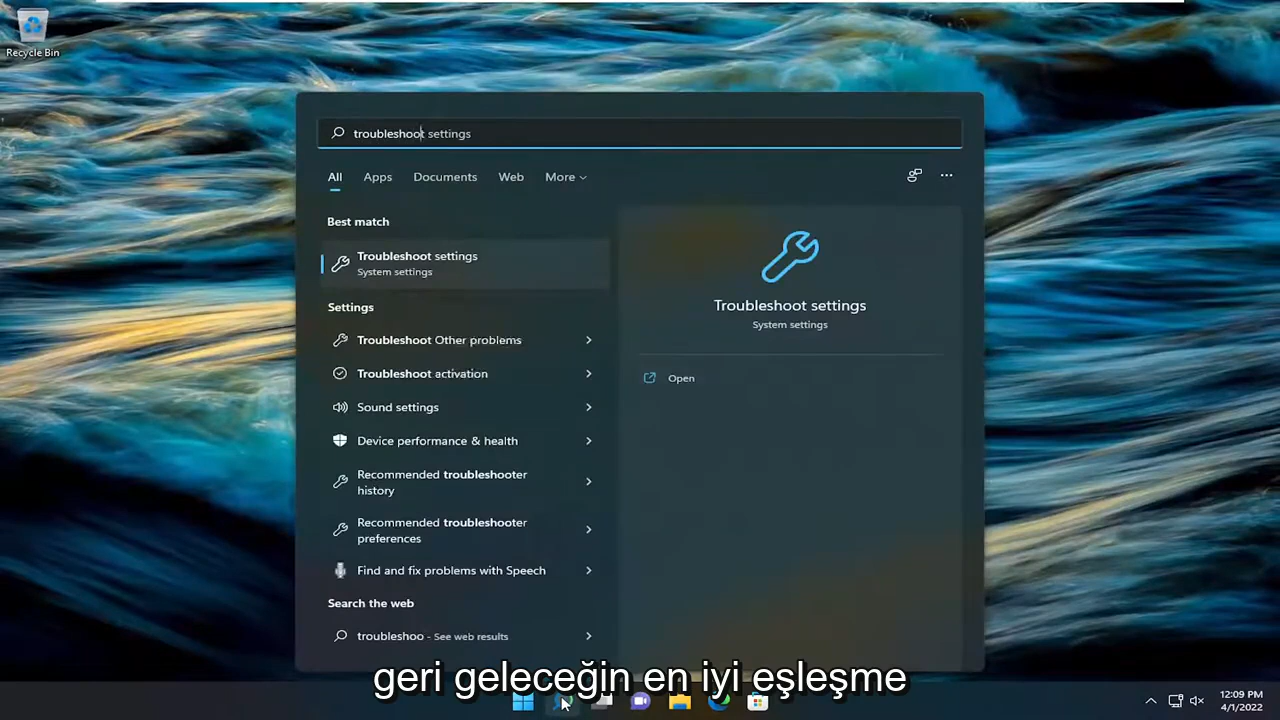 Recycle Bin
troubleshoot settings
All Apps Documents Web More
Best match
Troubleshoot settings
System settings
Settings
Troubleshoot Other problems
Troubleshoot activation
Sound settings
Device performance & health
Recommended troubleshooter
history
Recommended troubleshooter
preferences
Find and fix problems with Speech
Search the web
troubleshoo - See web results
Troubleshoot settings
System settings
Open
geri geleceğin en iyi eşleşme
12:09 PM
4/1/2022